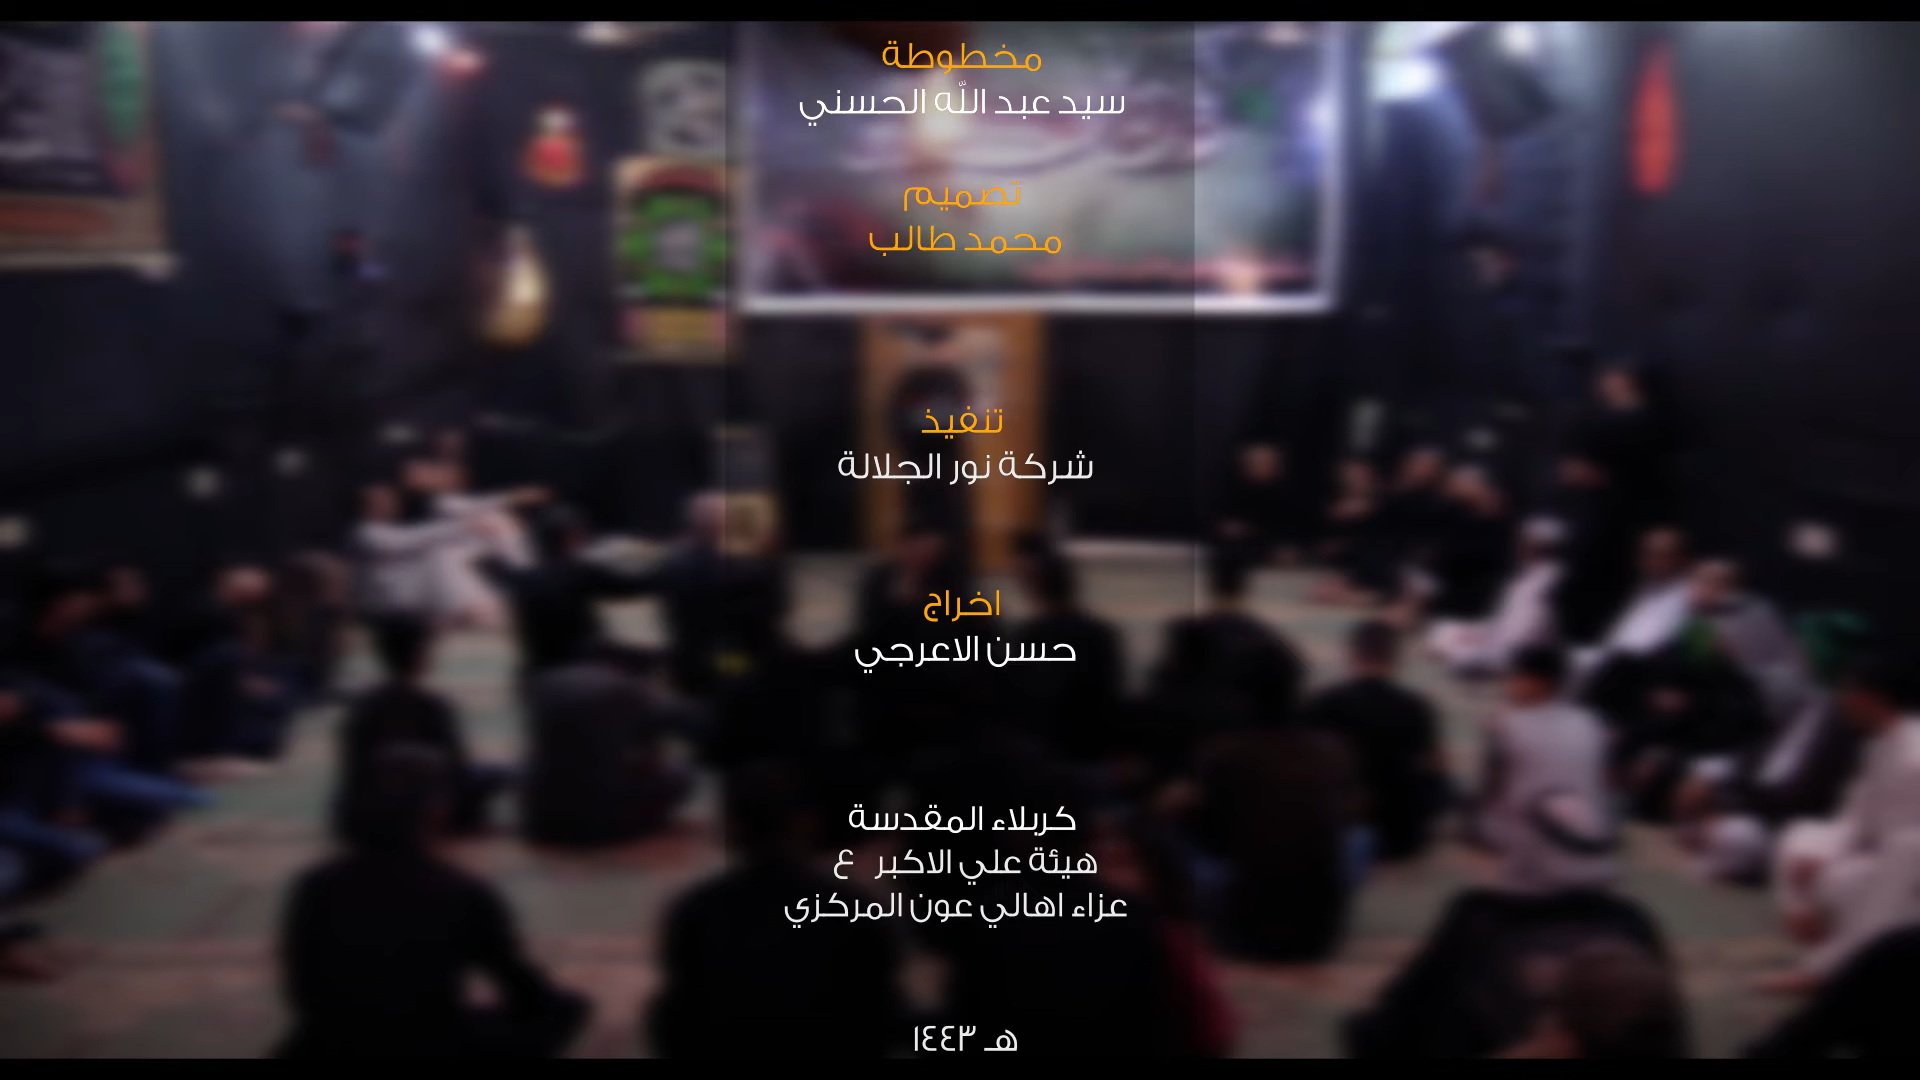 مخطوطة
سيد عبد الله الحسني
تصميم
محمد طالب
تنفيذ
شركة نور الجلالة
اخراج
حسن الاعرجي
كربلاء المقدسة
هيئة علي الاكبر ع
عزاء اهالي عون المركزي
١٤٤٣ هـ